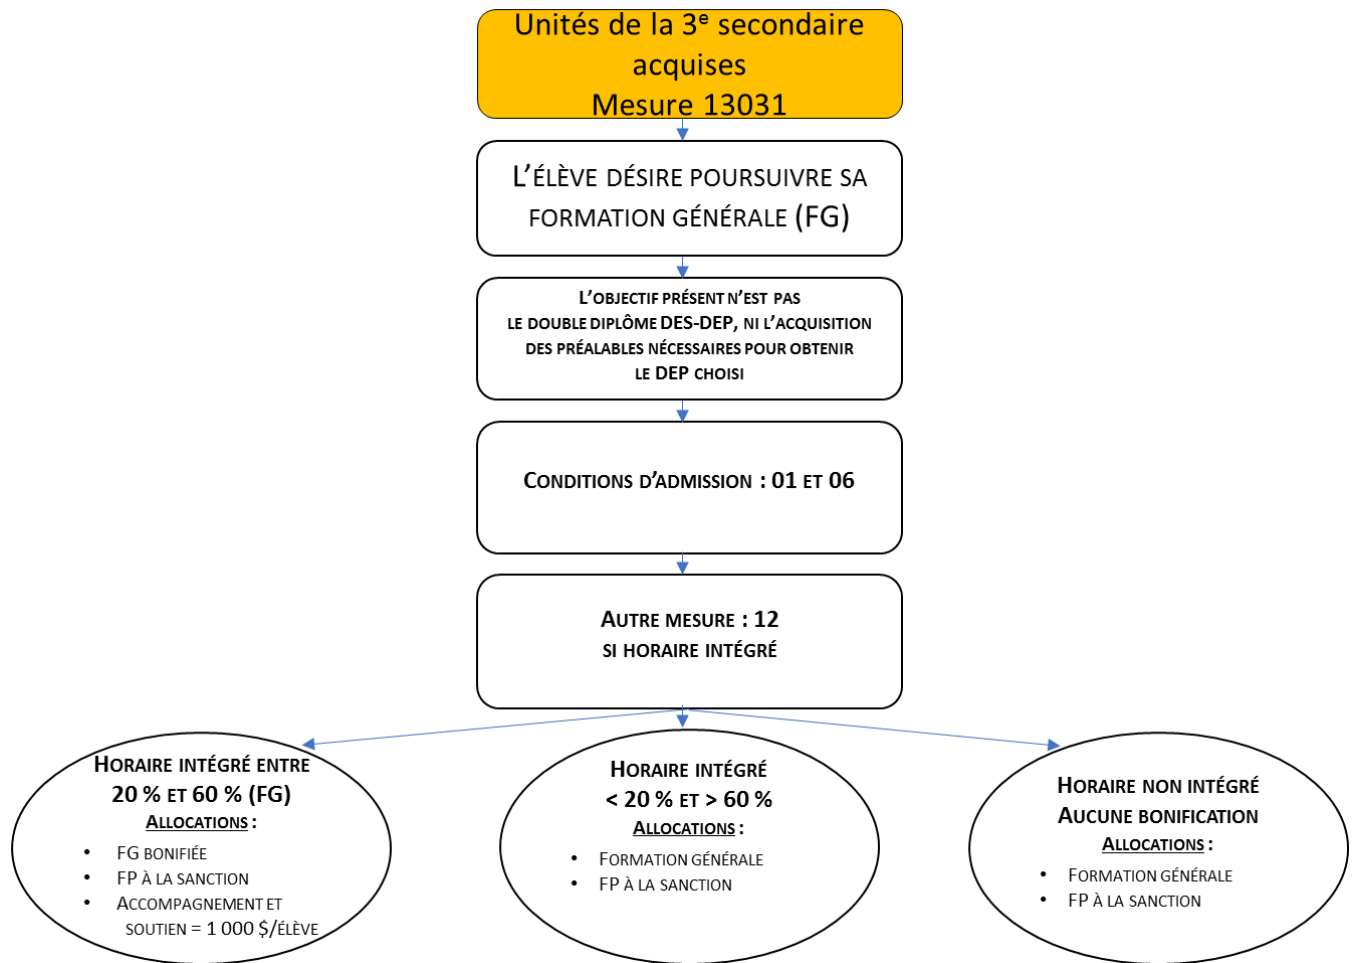 Unités de la 3e secondaire
acquises
Mesure 13031
L'ÉLÈVE DÉSIRE POURSUIVRE SA
FORMATION GÉNÉRALE (FG)
L'OBJECTIF PRÉSENT N'EST PAS
LE DOUBLE DIPLÔME DES-DEP, NI L'ACQUISITION
DES PRÉALABLES NÉCESSAIRES POUR OBTENIR
LE DEP CHOISI
CONDITIONS D'ADMISSION : 01 ET 06
AUTRE MESURE : 12
SI HORAIRE INTÉGRÉ
HORAIRE INTÉGRÉ ENTRE
20 % ET 60 % (FG)
ALLOCATIONS :
• FG BONIFIÉE
• FP À LA SANCTION
• ACCOMPAGNEMENT ET
SOUTIEN = 1 000 $/ÉLÈVE
HORAIRE INTÉGRÉ
< 20 % ET > 60 %
ALLOCATIONS :
• FORMATION GÉNÉRALE
• FP À LA SANCTION
HORAIRE NON INTÉGRÉ
AUCUNE BONIFICATION
ALLOCATIONS :
• FORMATION GÉNÉRALE
• FP À LA SANCTION